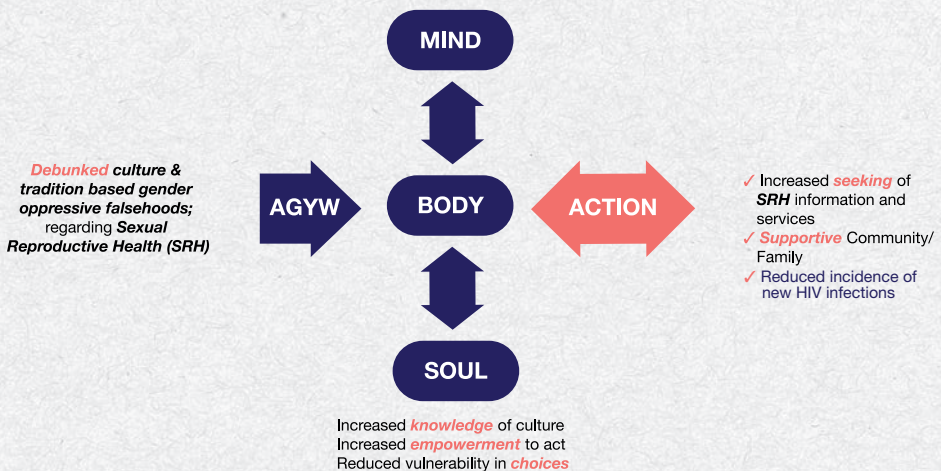 MIND
Debunked culture &
tradition based gender
oppressive falsehoods;
regarding Sexual
Reproductive Health (SRH)
AGYW
BODY
ACTION
✓ Increased seeking of
SRH information and
services
✓ Supportive Community/
Family
✓ Reduced incidence of
new HIV infections
SOUL
Increased knowledge of culture
Increased empowerment to act
Reduced vulnerability in choices